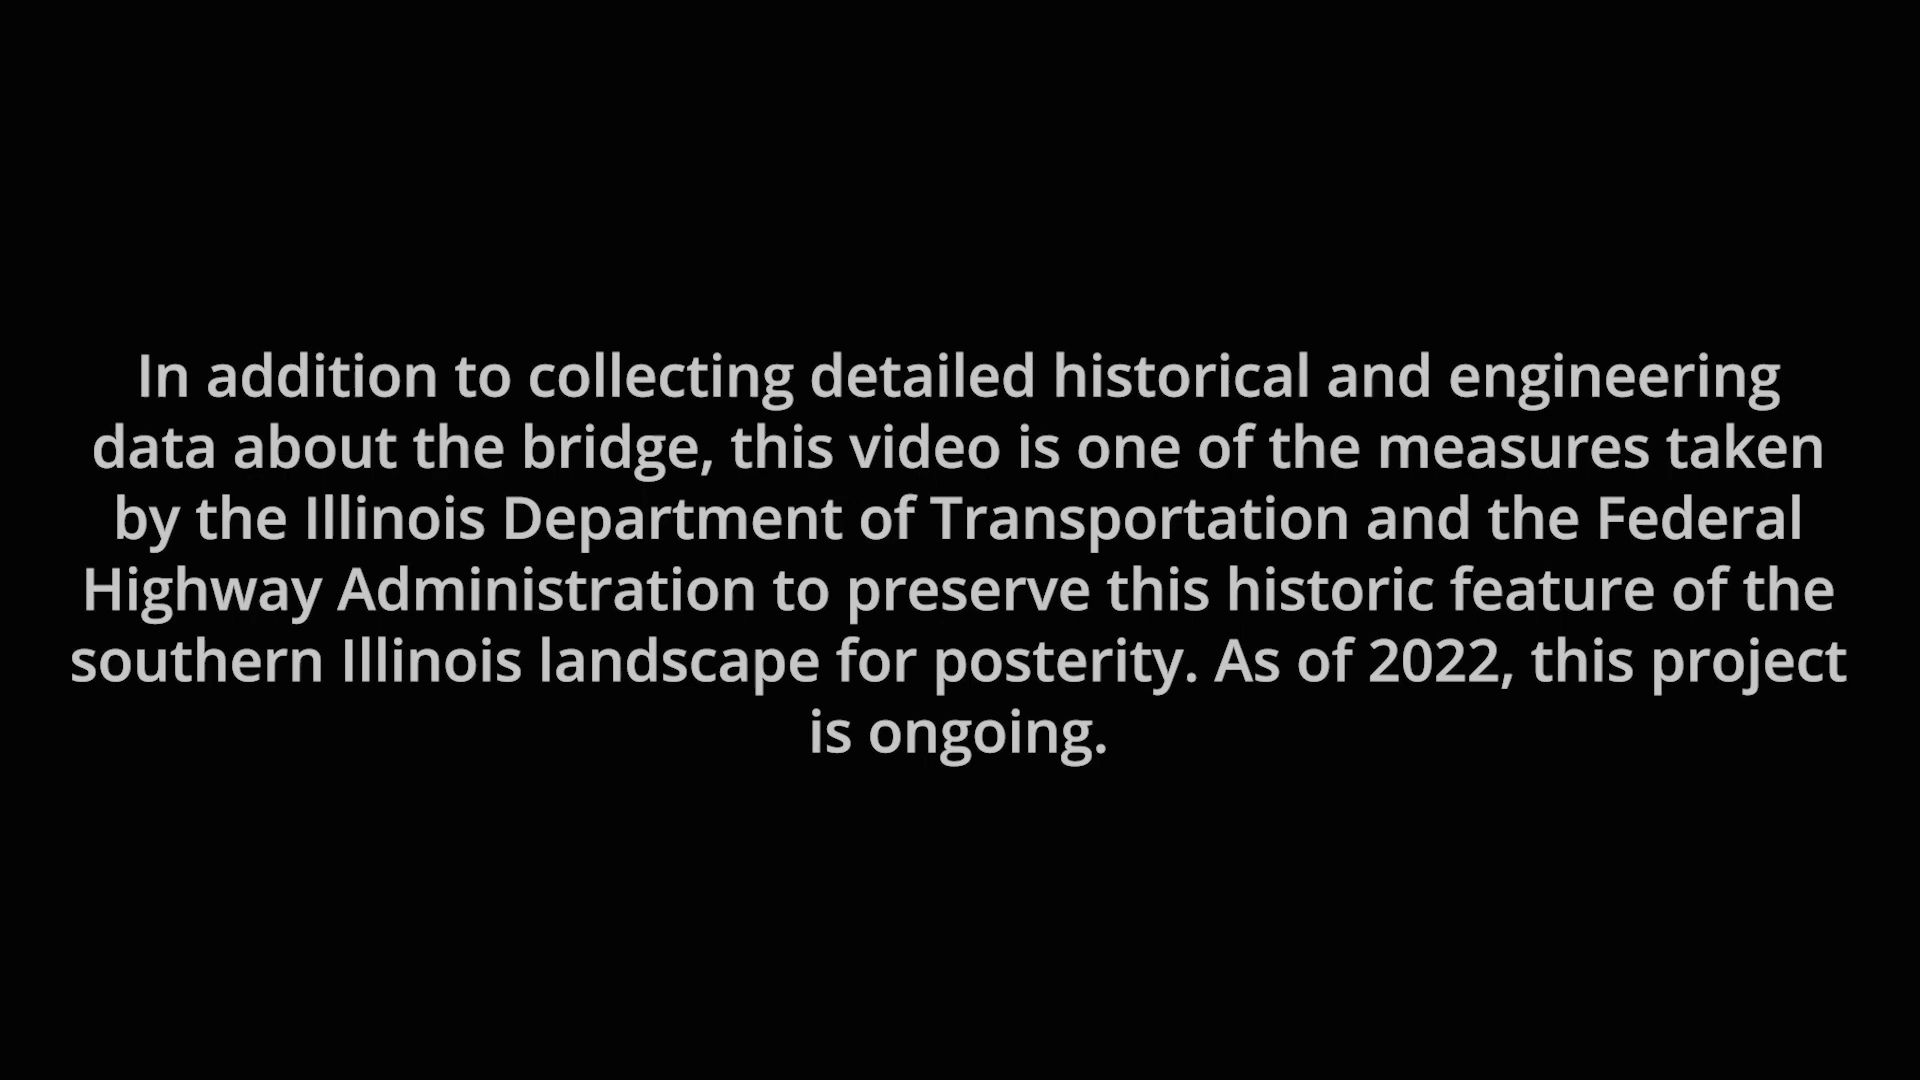 In addition to collecting detailed historical and engineering
data about the bridge, this video is one of the measures taken
by the Illinois Department of Transportation and the Federal
Highway Administration to preserve this historic feature of the
southern Illinois landscape for posterity. As of 2022, this project
is ongoing.